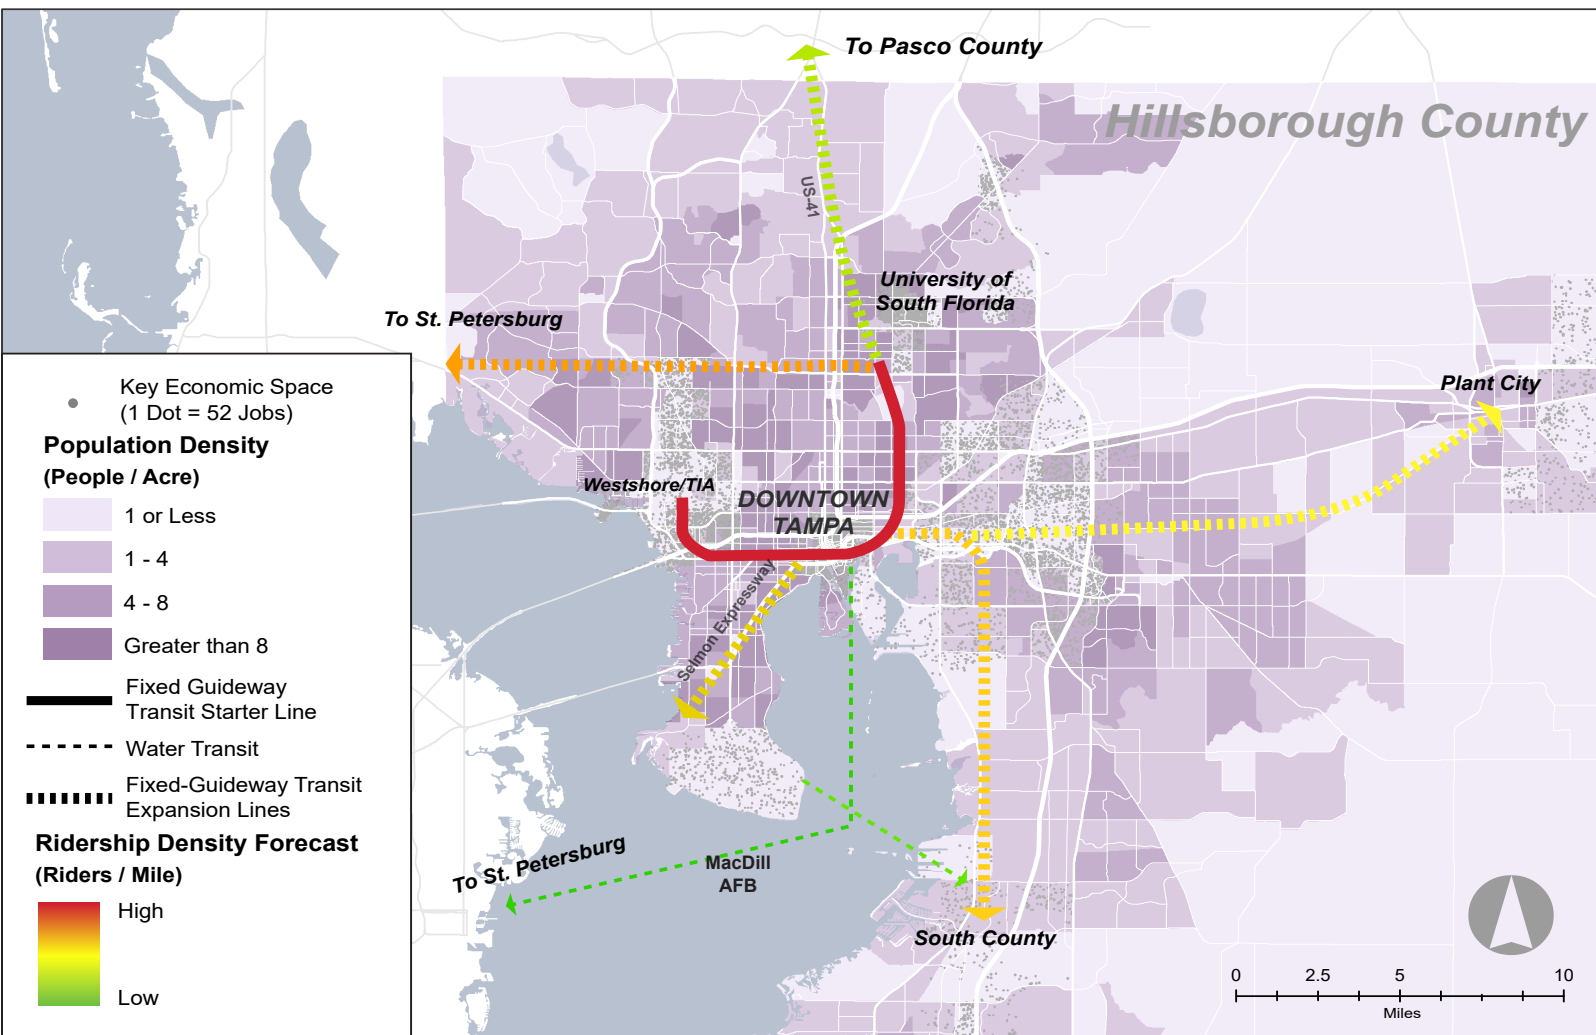 To Pasco County
Hillsborough County
US-41
University of
South Florida
To St. Petersburg
Plant City
Westshore/TIA
DOWNTOWN
TAMPA
Selmon Expressway
To St. Petersburg
MacDill
AFB
South County
Key Economic Space
(1 Dot = 52 Jobs)
Population Density
(People / Acre)
1 or Less
1 - 4
4 - 8
Greater than 8
Fixed Guideway
Transit Starter Line
Water Transit
Fixed-Guideway Transit
Expansion Lines
Ridership Density Forecast
(Riders / Mile)
High
Low
0 2.5 5 10
Miles